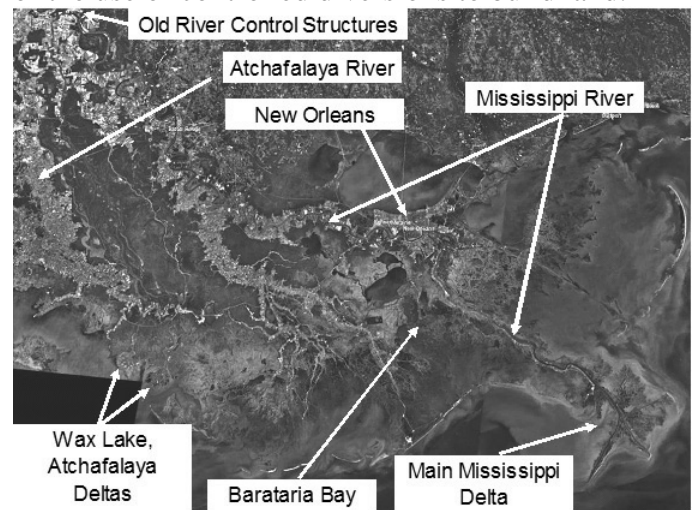 Old River Control Structures
Atchafalaya River
Mississippi River
New Orleans
Wax Lake,
Atchafalaya
Deltas
Barataria Bay
Main Mississippi
Delta